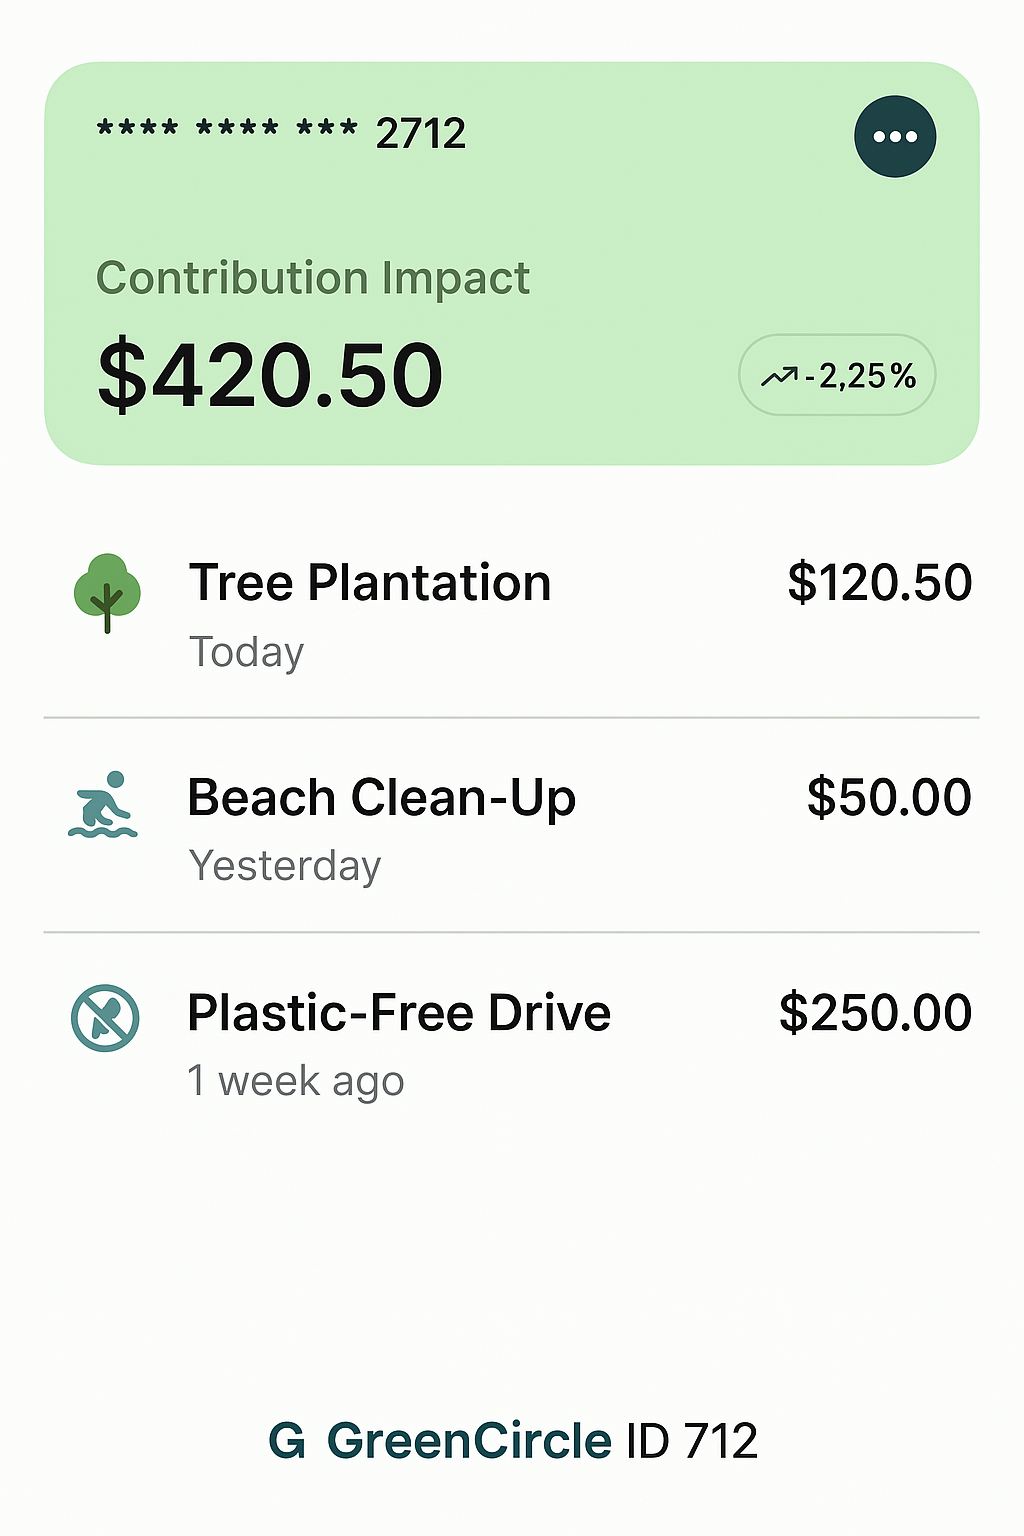 **** **** *** 2712
Contribution Impact
$420.50
-2,25%
Tree Plantation
$120.50
Today
Beach Clean-Up
$50.00
Yesterday
Plastic-Free Drive
$250.00
1 week ago
G GreenCircle ID 712